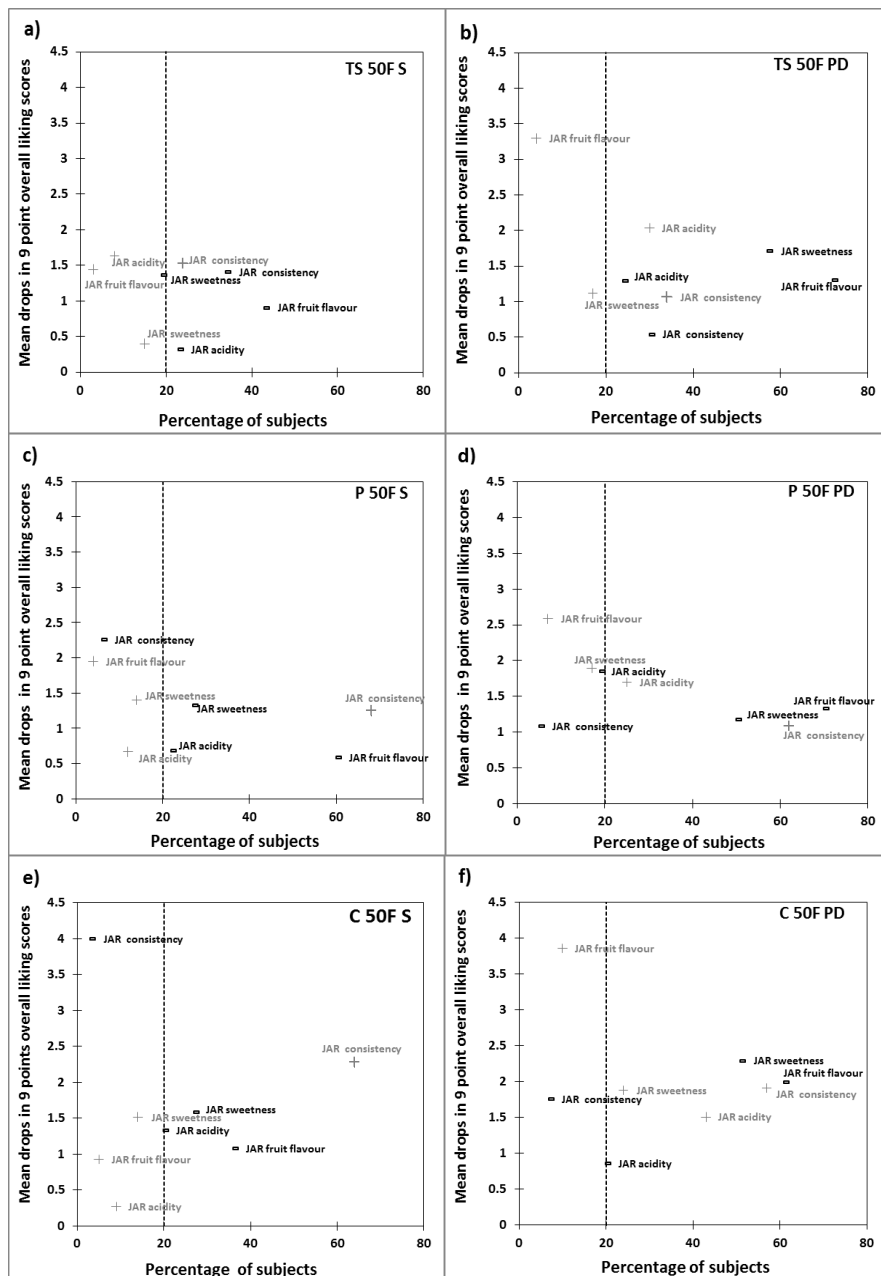 a)
TS 50F S
Mean drops in 9 point overall liking scores
4.5
4
3.5
3
2.5
2
1.5
1
0.5
0
JAR acidity
JAR consistency
JAR fruit flavour
JAR sweetness
JAR consistency
JAR fruit flavour
JAR sweetness
JAR acidity
0 20 40 60 80
Percentage of subjects
b)
TS 50F PD
Mean drops in 9 point overall liking scores
4.5
4
3.5
3
2.5
2
1.5
1
0.5
0
JAR fruit flavour
JAR acidity
JAR sweetness
JAR acidity
JAR fruit flavour
JAR sweetness
JAR consistency
JAR consistency
0 20 40 60 80
Percentage of subjects
c)
P 50F S
Mean drops in 9 point overall liking scores
4.5
4
3.5
3
2.5
2
1.5
1
0.5
0
JAR consistency
JAR fruit flavour
JAR sweetness
JAR consistency
JAR sweetness
JAR acidity
JAR acidity
JAR fruit flavour
0 20 40 60 80
Percentage of subjects
d)
P 50F PD
Mean drops in 9 point overall liking scores
4.5
4
3.5
3
2.5
2
1.5
1
0.5
0
JAR fruit flavour
JAR sweetness
JAR acidity
JAR acidity
JAR fruit flavour
JAR consistency
JAR sweetness
JAR consistency
0 20 40 60 80
Percentage of subjects
e)
C 50F S
Mean drops in 9 points overall liking scores
4.5
4
3.5
3
2.5
2
1.5
1
0.5
0
JAR consistency
JAR consistency
JAR sweetness
JAR sweetness
JAR acidity
JAR fruit flavour
JAR fruit flavour
JAR acidity
0 20 40 60 80
Percentage of subjects
f)
C 50F PD
Mean drops in 9 point overall liking scores
4.5
4
3.5
3
2.5
2
1.5
1
0.5
0
JAR fruit flavour
JAR sweetness
JAR fruit flavour
JAR sweetness
JAR consistency
JAR consistency
JAR acidity
JAR acidity
0 20 40 60 80
Percentage of subjects